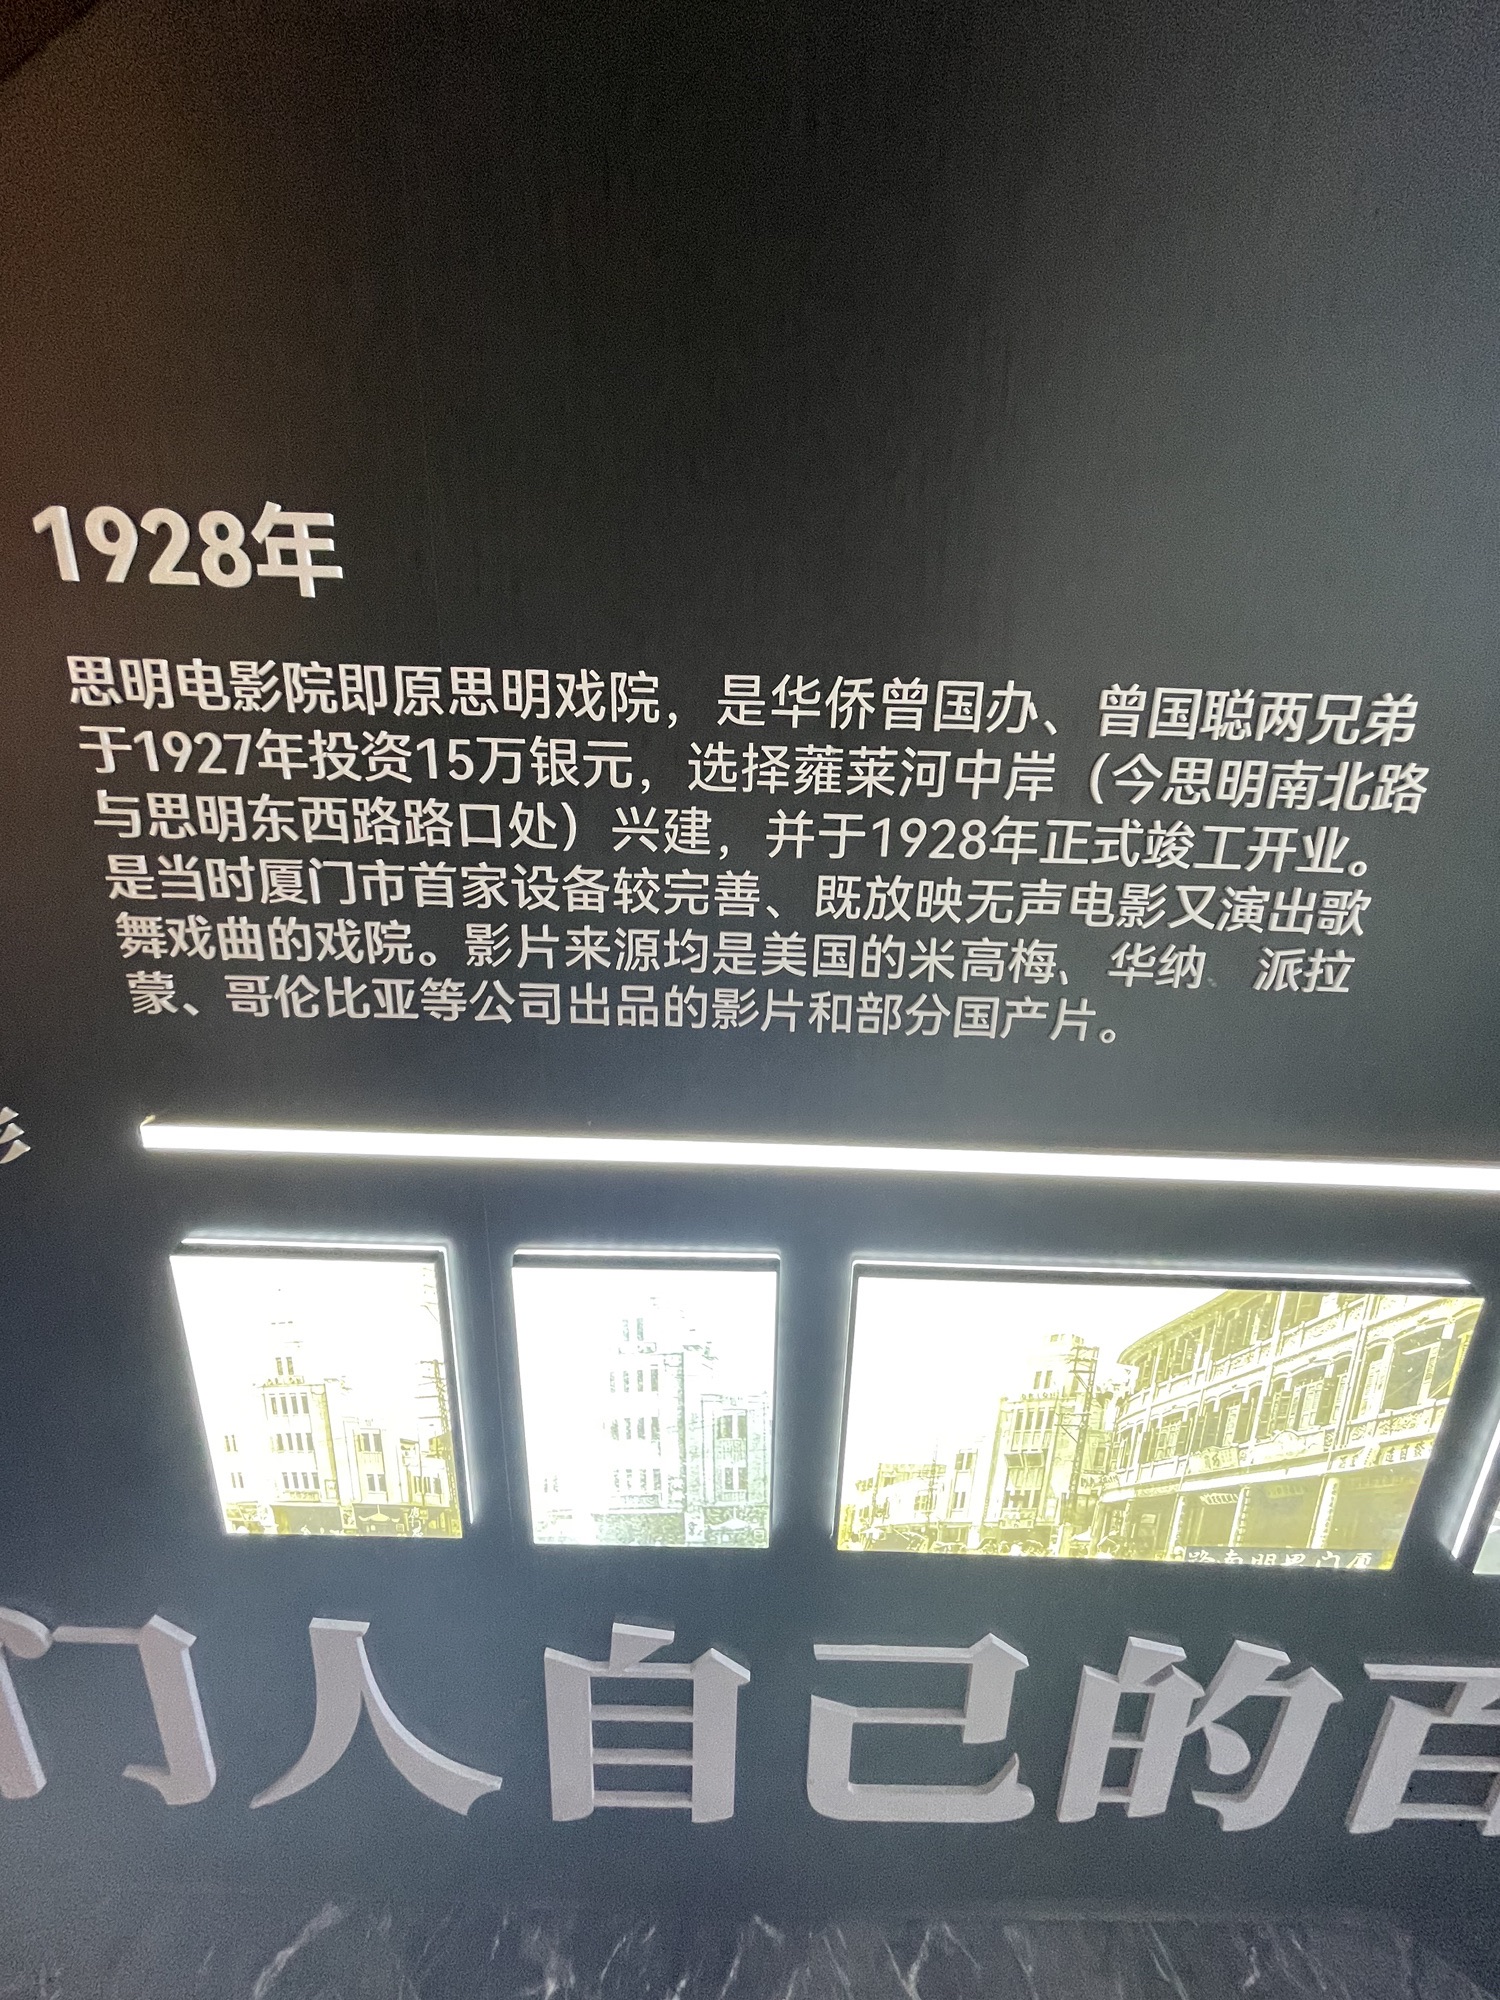 1928年
思明电影院即原思明戏院，是华侨曾国办、曾国聪两兄弟
于1927年投资15万银元，选择蕹莱河中岸（今思明南北路
与思明东西路路口处）兴建，并于1928年正式竣工开业。
是当时厦门市首家设备较完善、既放映无声电影又演出歌
舞戏曲的戏院。影片来源均是美国的米高梅、华纳、派拉
蒙、哥伦比亚等公司出品的影片和部分国产片。
路南明思门厦
们人自己的百